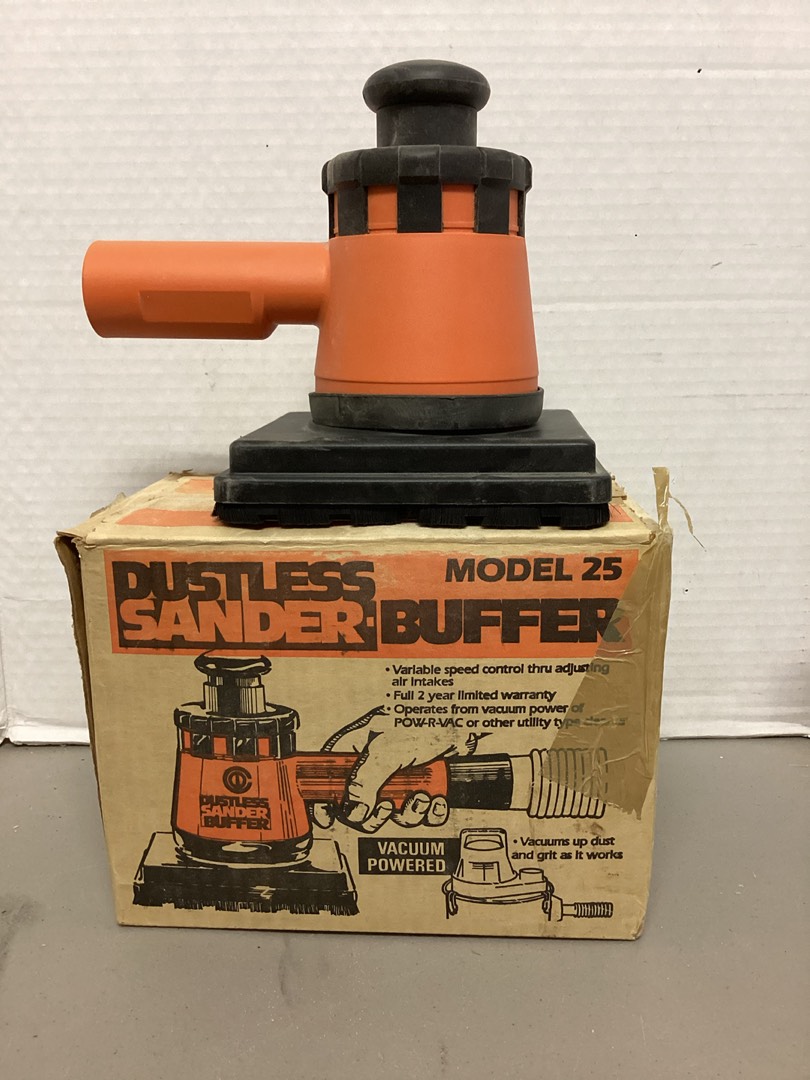 DUSTLESS
SANDER·BUFFER
MODEL 25
• Variable speed control thru adjusting
air intakes
• Full 2 year limited warranty
• Operates from vacuum power of
POW-R-VAC or other utility type
DUSTLESS
SANDER
BUFFER
VACUUM
POWERED
• Vacuums up dust
and grit as it works